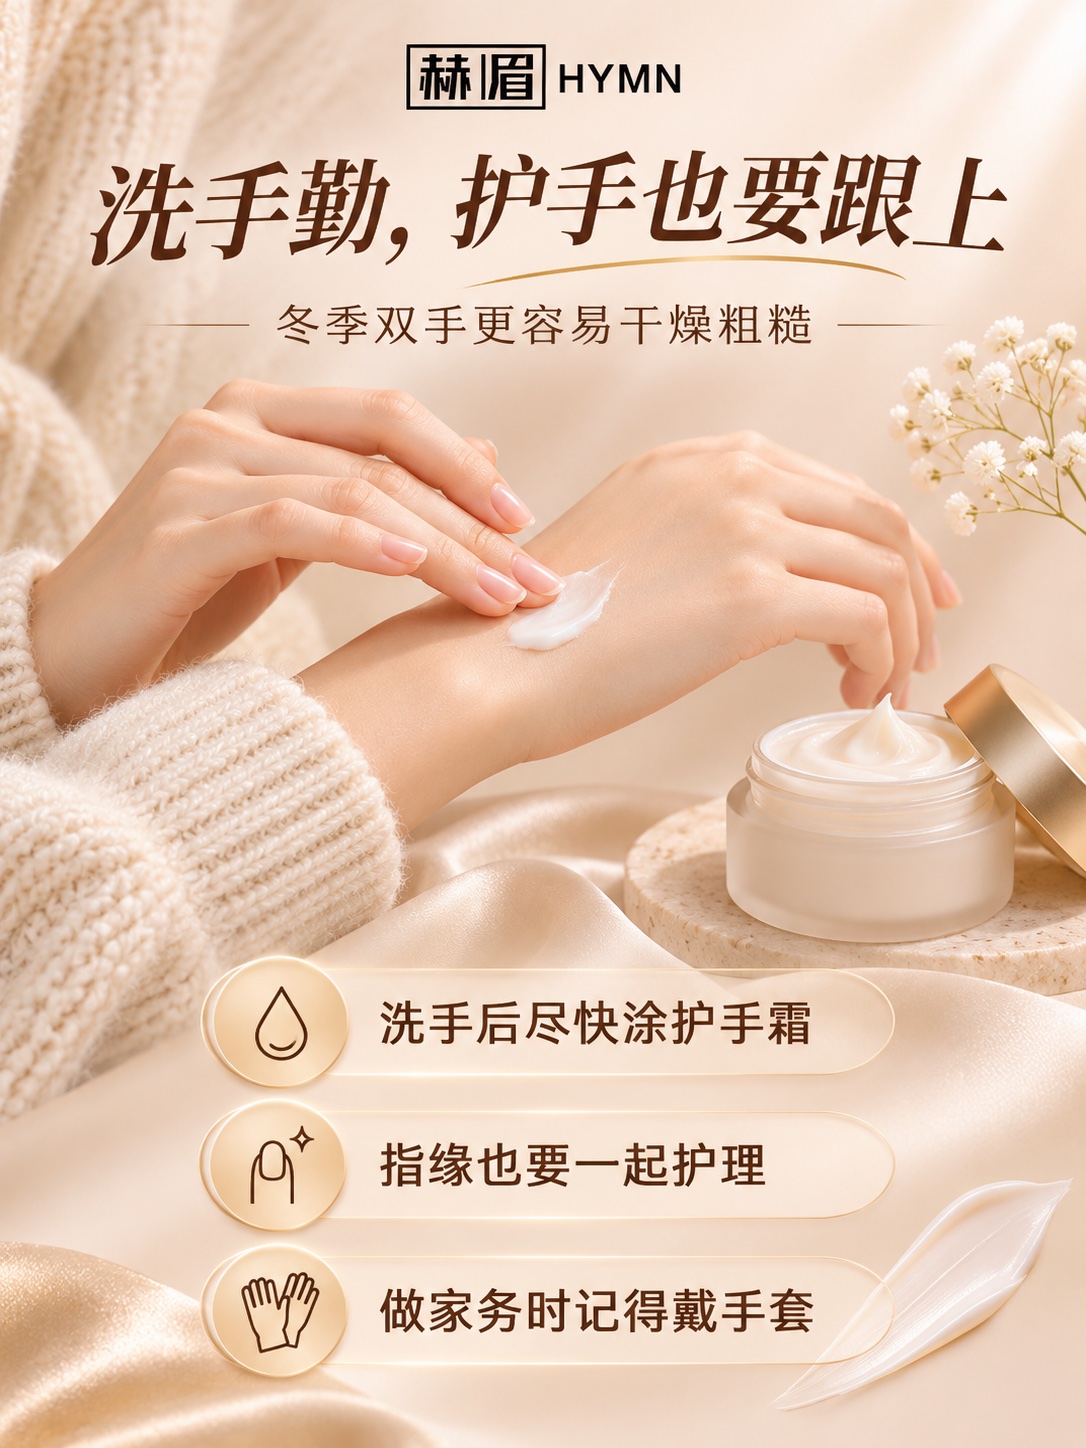 赫湄 HYMN
洗手勤，护手也要跟上
冬季双手更容易干燥粗糙
洗手后尽快涂护手霜
指缘也要一起护理
做家务时记得戴手套